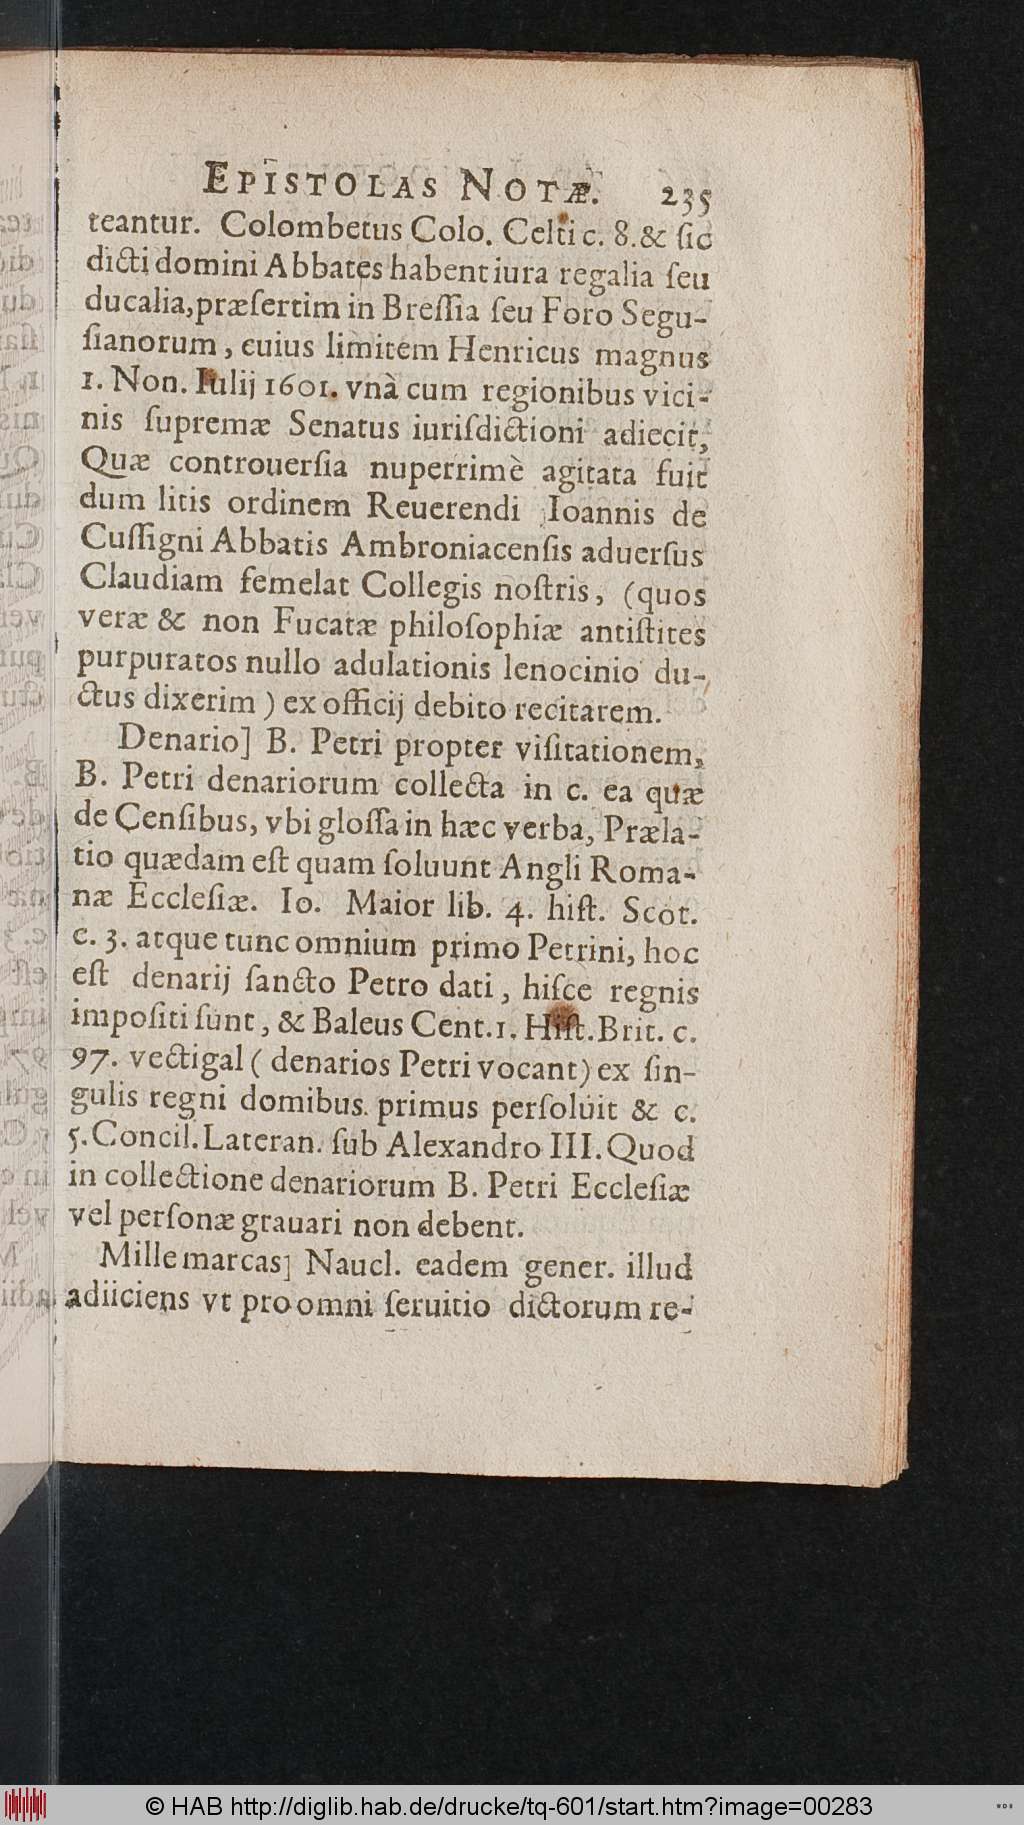 EPISTOLAS NOTÆ. 235
teantur. Colombetus Colo. Celti c. 8.& ſic
dicti domini Abbates habent iura regalia ſeu
ducalia,præſertim in Breſſia ſeu Foro Segu-
ſianorum, cuius limitem Henricus magnus
1. Non. Iulij 1601. vnà cum regionibus vici-
nis ſupremæ Senatus iuriſdictioni adiecit,
Quæ controuerſia nuperrimè agitata fuit
dum litis ordinem Reuerendi Ioannis de
Cuſſigni Abbatis Ambroniacenſis aduerſus
Claudiam femelat Collegis noſtris, (quos
veræ & non Fucatæ philoſophiæ antiſtites
purpuratos nullo adulationis lenocinio du-
ctus dixerim ) ex officij debito recitarem.
Denario] B. Petri propter viſitationem,
B. Petri denariorum collecta in c. ea quæ
de Cenſibus, vbi gloſſa in hæc verba, Præla-
tio quædam eſt quam ſoluunt Angli Roma-
næ Eccleſiæ. Io. Maior lib. 4. hiſt. Scot.
c. 3. atque tunc omnium primo Petrini, hoc
eſt denarij ſancto Petro dati, hiſce regnis
impoſiti ſunt, & Baleus Cent.1. Hiſt.Brit. c.
97. vectigal ( denarios Petri vocant) ex ſin-
gulis regni domibus. primus perſoluit & c.
5.Concil.Lateran. ſub Alexandro III. Quod
in collectione denariorum B. Petri Eccleſiæ
vel perſonæ grauari non debent.
Mille marcas] Naucl. eadem gener. illud
adiiciens vt pro omni ſeruitio dictorum re-
© HAB http://diglib.hab.de/drucke/tq-601/start.htm?image=00283